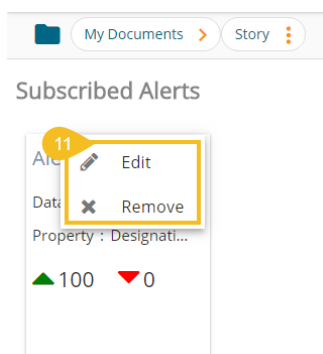 My Documents > Story
Subscribed Alerts
11
Edit
Remove
Property : Designati...
100 0